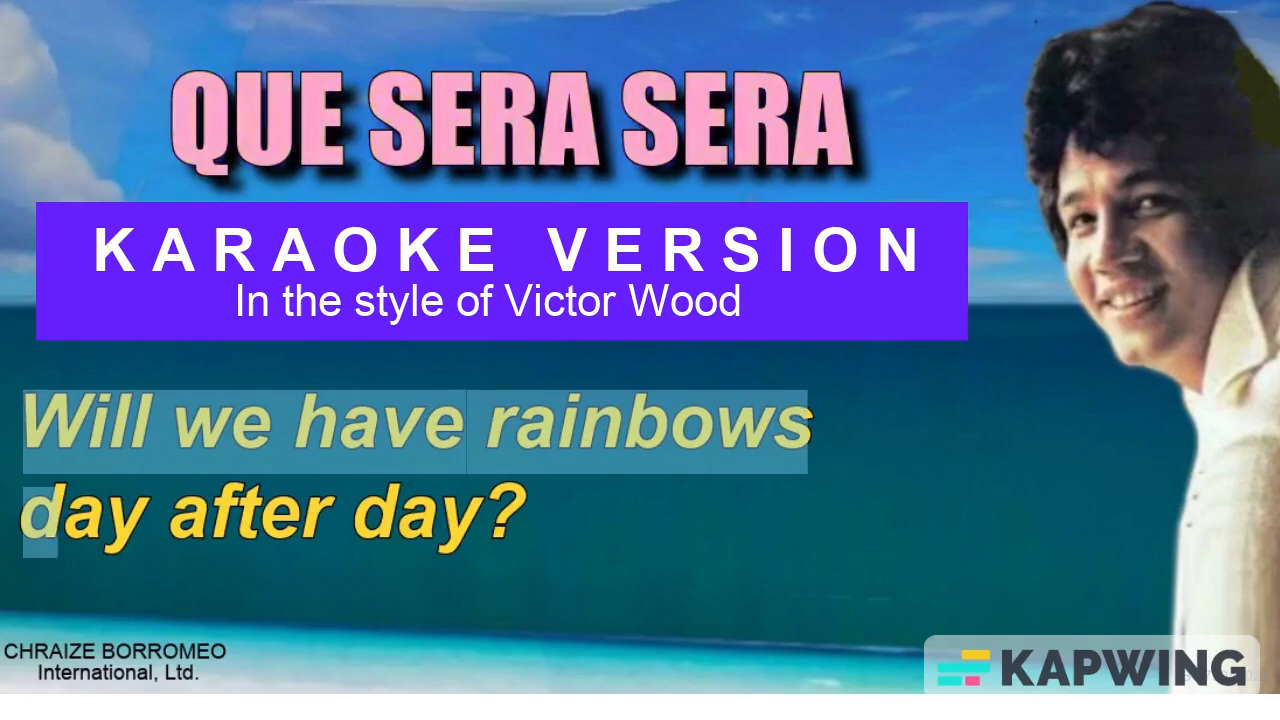 QUE SERA SERA
KARAOKE VERSION
In the style of Victor Wood
Will we have rainbows
day after day?
CHRAIZE BORROMEO
International, Ltd.
KAPWING